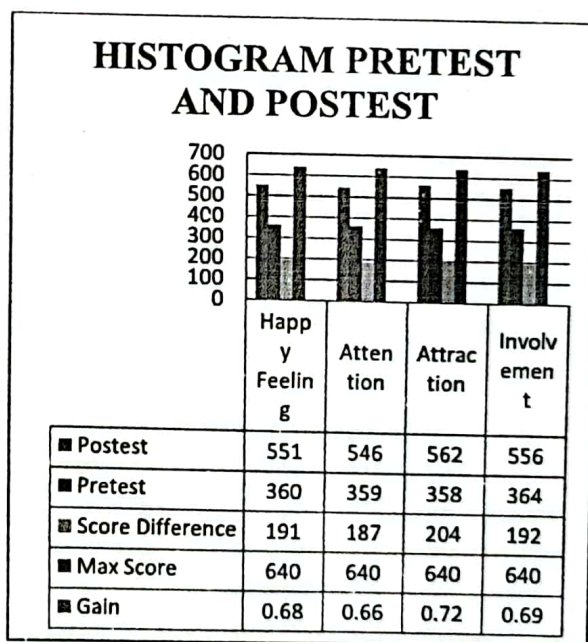 HISTOGRAM PRETEST
AND POSTEST
700
600
500
400
300
200
100
0
Happ
y
Feelin
g
Atten
tion
Attrac
tion
Involv
emen
t
Postest 551 546 562 556
Pretest 360 359 358 364
Score Difference 191 187 204 192
Max Score 640 640 640 640
Gain 0.68 0.66 0.72 0.69